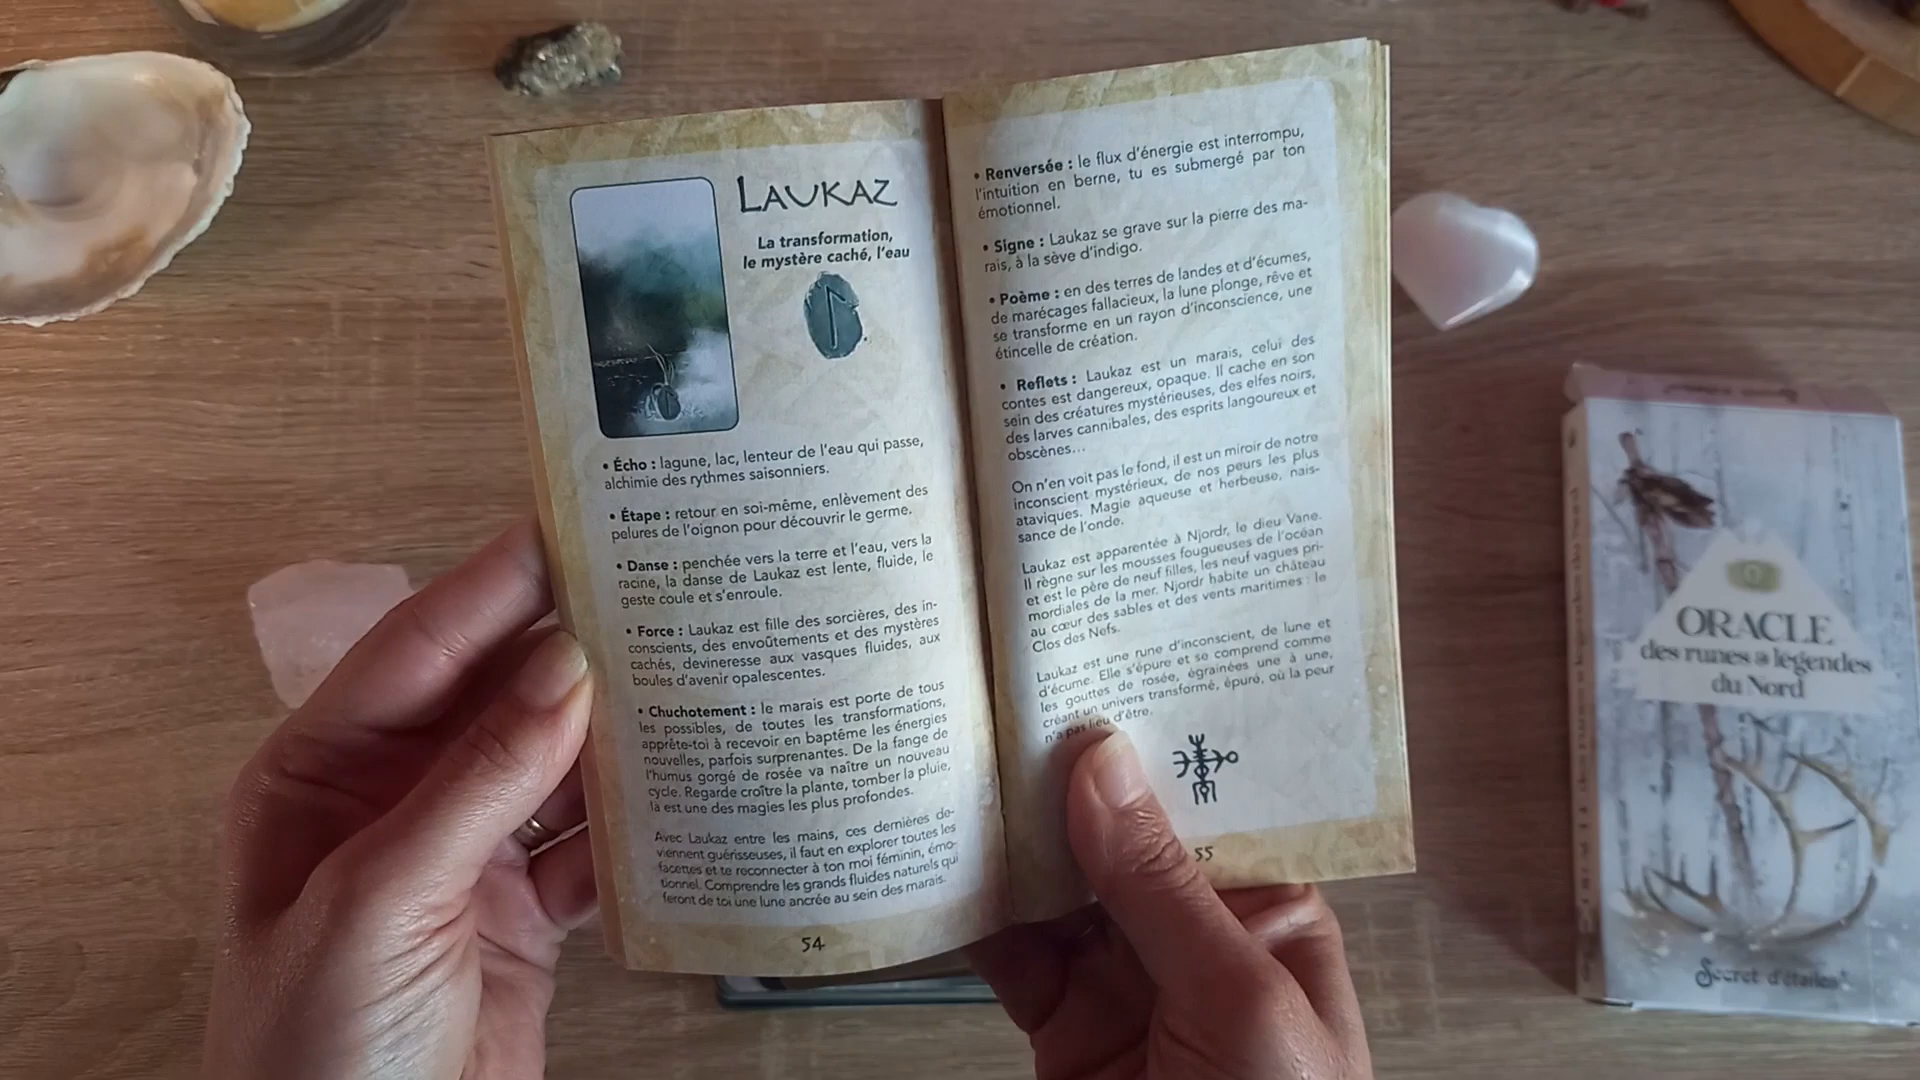 LAUKAZ
La transformation,
le mystère caché, l'eau
• Écho : lagune, lac, lenteur de l'eau qui passe,
alchimie des rythmes saisonniers.
• Étape : retour en soi-même, enlèvement des
pelures de l'oignon pour découvrir le germe.
• Danse : penchée vers la terre et l'eau, vers la
racine, la danse de Laukaz est lente, fluide, le
geste coule et s'enroule.
• Force : Laukaz est fille des sorcières, des in-
conscients, des envoûtements et des mystères
cachés, devineresse aux vasques fluides, aux
boules d'avenir opalescentes.
• Chuchotement : le marais est porte de tous
les possibles, de toutes les transformations,
apprête-toi à recevoir en baptême les énergies
nouvelles, parfois surprenantes. De la fange de
l'humus gorgé de rosée va naître un nouveau
cycle. Regarde croître la plante, tomber la pluie,
là est une des magies les plus profondes.
Avec Laukaz entre les mains, ces dernières de-
viennent guérisseuses, il faut en explorer toutes les
facettes et te reconnecter à ton moi féminin, émo-
tionnel. Comprendre les grands fluides naturels qui
feront de toi une lune ancrée au sein des marais.
54
• Renversée : le flux d'énergie est interrompu,
l'intuition en berne, tu es submergé par ton
émotionnel.
• Signe : Laukaz se grave sur la pierre des ma-
rais, à la sève d'indigo.
• Poème : en des terres de landes et d'écumes,
de marécages fallacieux, la lune plonge, rêve et
se transforme en un rayon d'inconscience, une
étincelle de création.
• Reflets : Laukaz est un marais, celui des
contes est dangereux, opaque. Il cache en son
sein des créatures mystérieuses, des elfes noirs,
des larves cannibales, des esprits langoureux et
obscènes...
On n'en voit pas le fond, il est un miroir de notre
inconscient mystérieux, de nos peurs les plus
ataviques. Magie aqueuse et herbeuse, nais-
sance de l'onde.
Laukaz est apparentée à Njordr, le dieu Vane.
Il règne sur les mousses fougueuses de l'océan
et est le père de neuf filles, les neuf vagues pri-
mordiales de la mer. Njordr habite un château
au cœur des sables et des vents maritimes : le
Clos des Nefs.
Laukaz est une rune d'inconscient, de lune et
d'écume. Elle s'épure et se comprend comme
les gouttes de rosée, égrainées une à une,
créant un univers transformé, épuré, où la peur
n'a pas lieu d'être.
55
ORACLE
des runes & légendes
du Nord
Secret d'étoiles